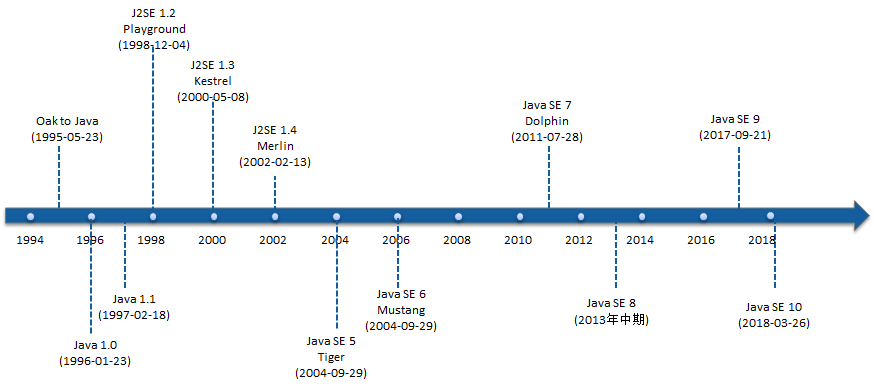 J2SE 1.2
Playground
(1998-12-04)
J2SE 1.3
Kestrel
(2000-05-08)
Oak to Java
(1995-05-23)
J2SE 1.4
Merlin
(2002-02-13)
Java SE 7
Dolphin
(2011-07-28)
Java SE 9
(2017-09-21)
1994
1996
1998
2000
2002
2004
2006
2008
2010
2012
2014
2016
2018
Java 1.1
(1997-02-18)
Java 1.0
(1996-01-23)
Java SE 5
Tiger
(2004-09-29)
Java SE 6
Mustang
(2004-09-29)
Java SE 8
(2013年中期)
Java SE 10
(2018-03-26)